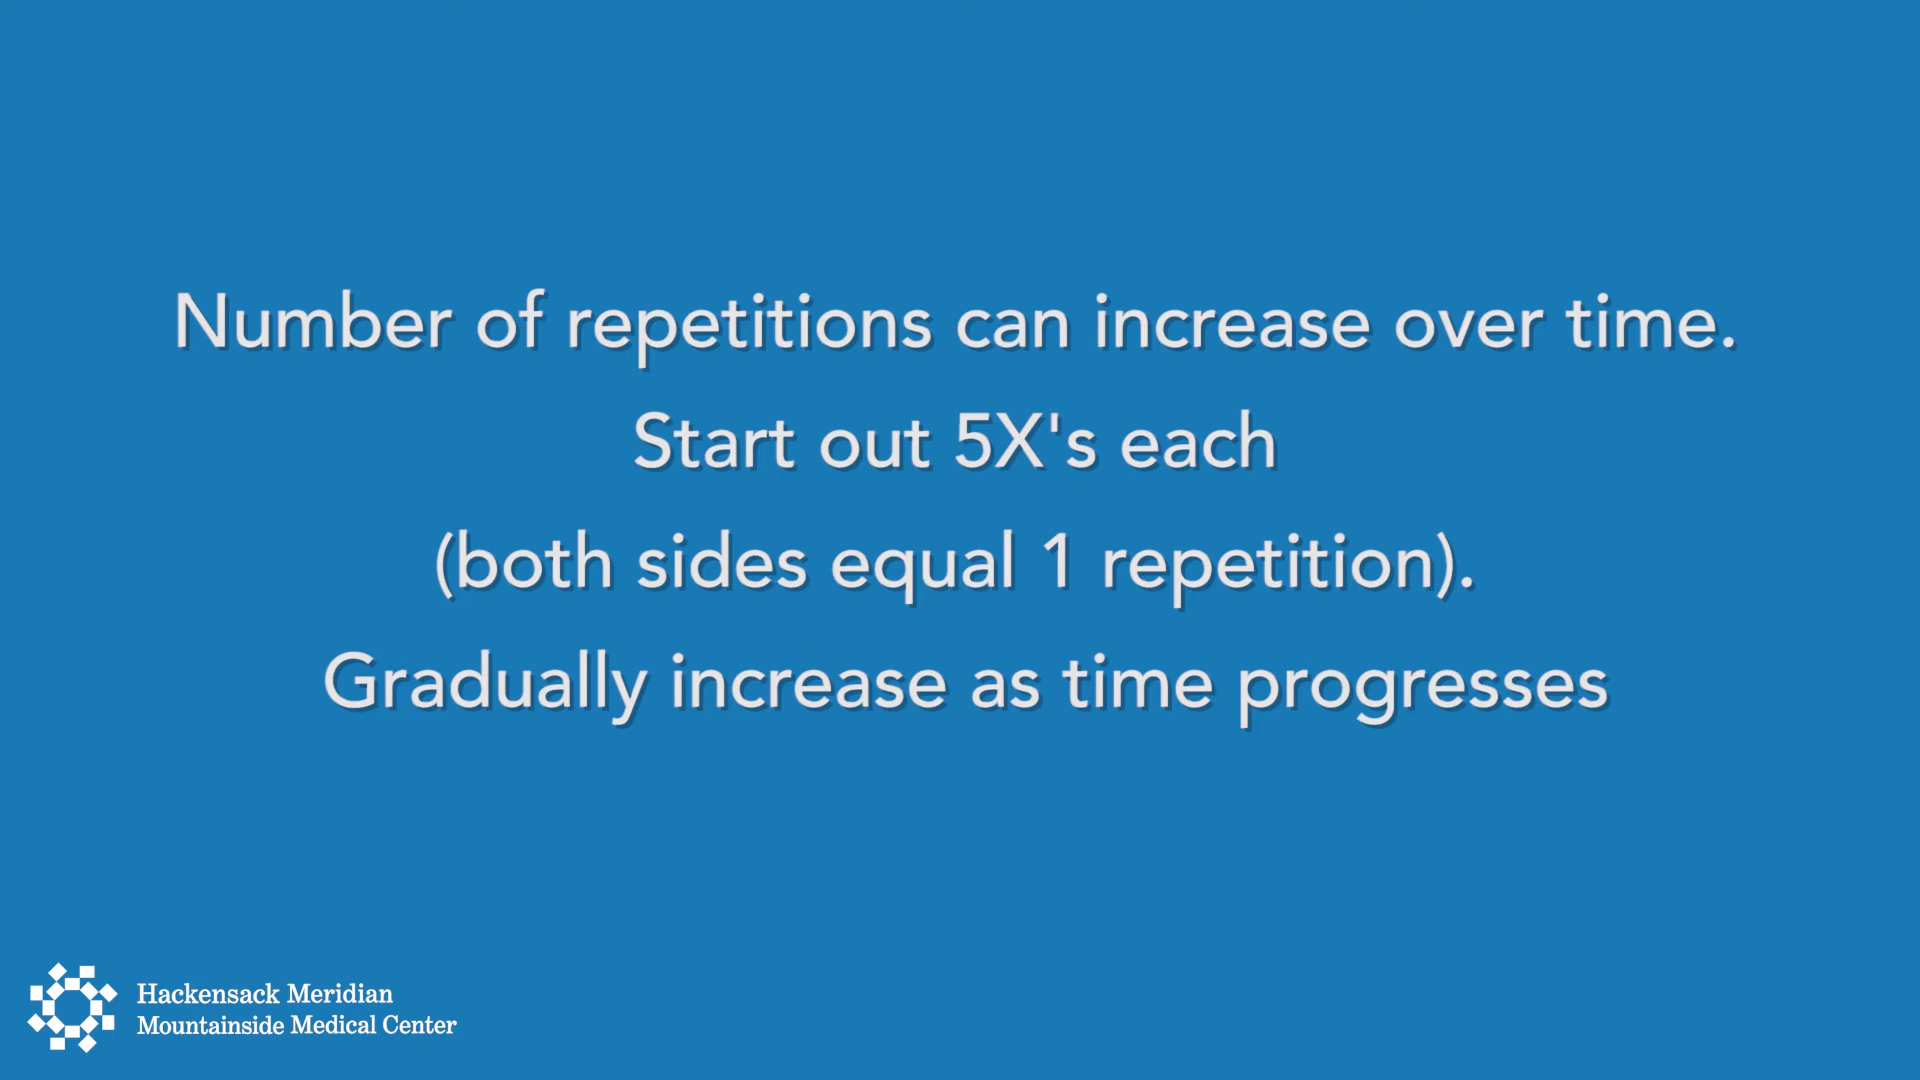 Number of repetitions can increase over time.
Start out 5X's each
(both sides equal 1 repetition).
Gradually increase as time progresses
Hackensack Meridian
Mountainside Medical Center